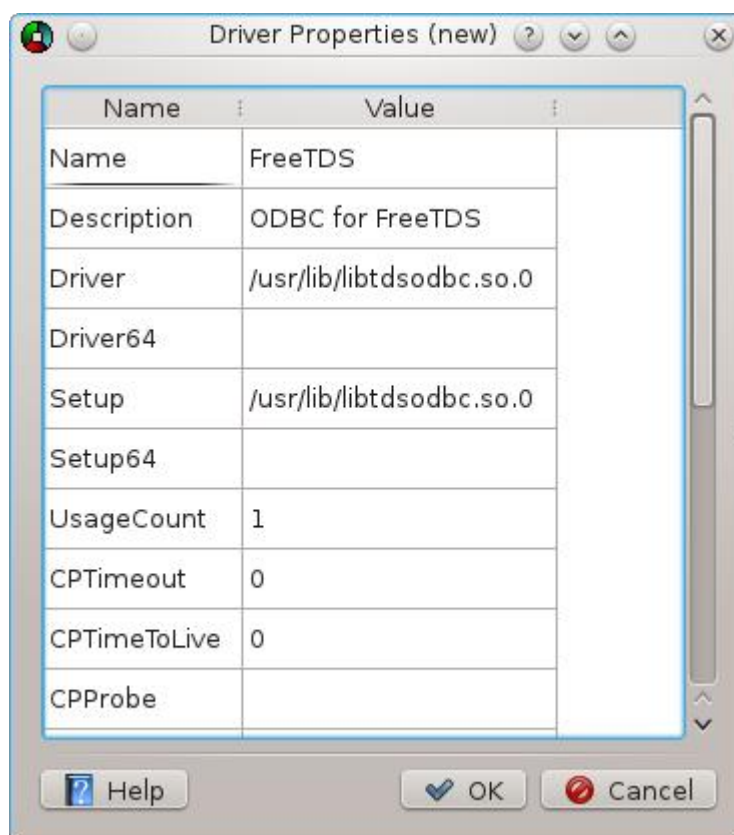 Driver Properties (new)
Name Value
Name FreeTDS
Description ODBC for FreeTDS
Driver /usr/lib/libtdsodbc.so.0
Driver64
Setup /usr/lib/libtdsodbc.so.0
Setup64
UsageCount 1
CPTimeout 0
CPTimeToLive 0
CPProbe
Help OK Cancel